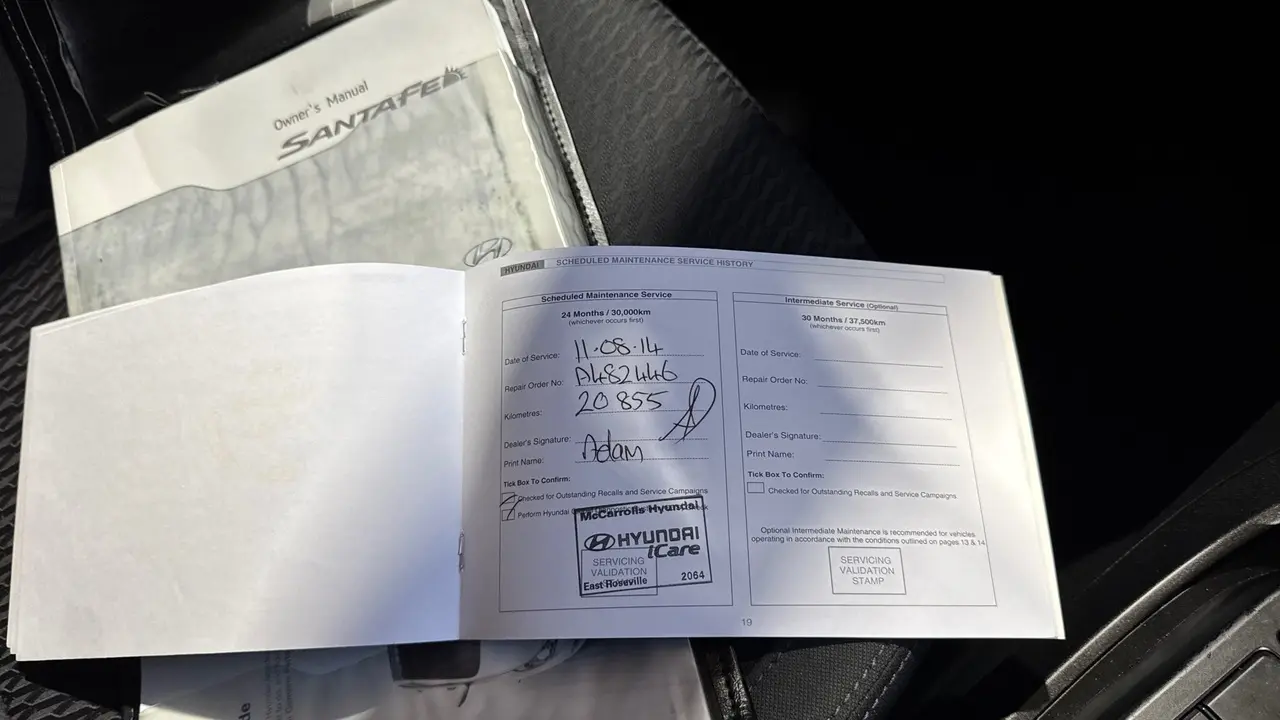 Owner's Manual
SANTAFE
HYUNDAI SCHEDULED MAINTENANCE SERVICE HISTORY
Scheduled Maintenance Service
24 Months / 30,000km
(whichever occurs first)
Date of Service: 11.08.14
Repair Order No: A482446
Kilometres: 20855
Dealer's Signature:
Print Name: Adam
Tick Box To Confirm:
Checked for Outstanding Recalls and Service Campaigns
Perform Hyundai
McCarrolls Hyundai
HYUNDAI
iCare
SERVICING
VALIDATION
East Roseville 2064
Intermediate Service (Optional)
30 Months / 37,500km
(whichever occurs first)
Date of Service:
Repair Order No:
Kilometres:
Dealer's Signature:
Print Name:
Tick Box To Confirm:
Checked for Outstanding Recalls and Service Campaigns
Optional Intermediate Maintenance is recommended for vehicles
operating in accordance with the conditions outlined on pages 13 & 14
SERVICING
VALIDATION
STAMP
19